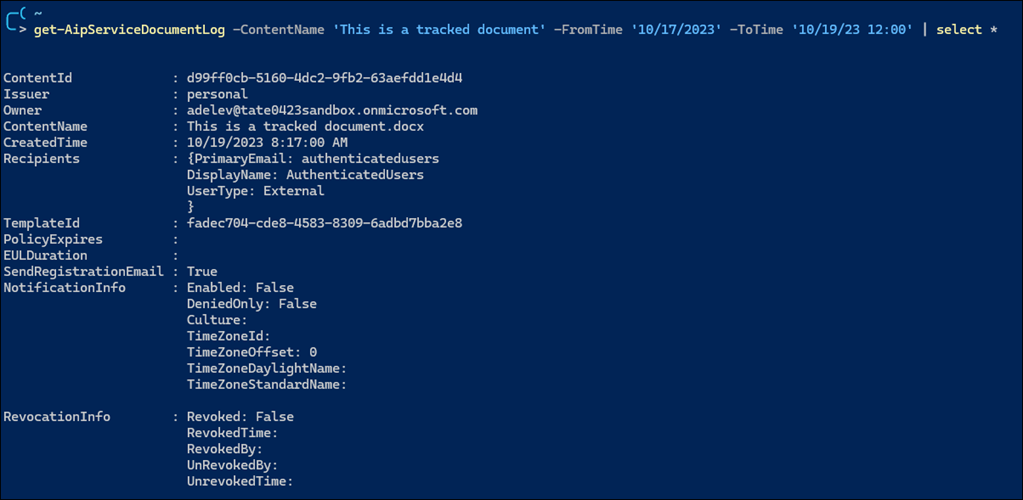 ~
> get-AipServiceDocumentLog -ContentName 'This is a tracked document' -FromTime '10/17/2023' -ToTime '10/19/23 12:00' | select *
ContentId : d99ff0cb-5160-4dc2-9fb2-63aefdd1e4d4
Issuer : personal
Owner : adelev@tate0423sandbox.onmicrosoft.com
ContentName : This is a tracked document.docx
CreatedTime : 10/19/2023 8:17:00 AM
Recipients : {PrimaryEmail: authenticatedusers
DisplayName: AuthenticatedUsers
UserType: External
}
TemplateId : fadec704-cde8-4583-8309-6adbd7bba2e8
PolicyExpires :
EULDuration :
SendRegistrationEmail : True
NotificationInfo : Enabled: False
DeniedOnly: False
Culture:
TimeZoneId:
TimeZoneOffset: 0
TimeZoneDaylightName:
TimeZoneStandardName:
RevocationInfo : Revoked: False
RevokedTime:
RevokedBy:
UnRevokedBy:
UnrevokedTime: